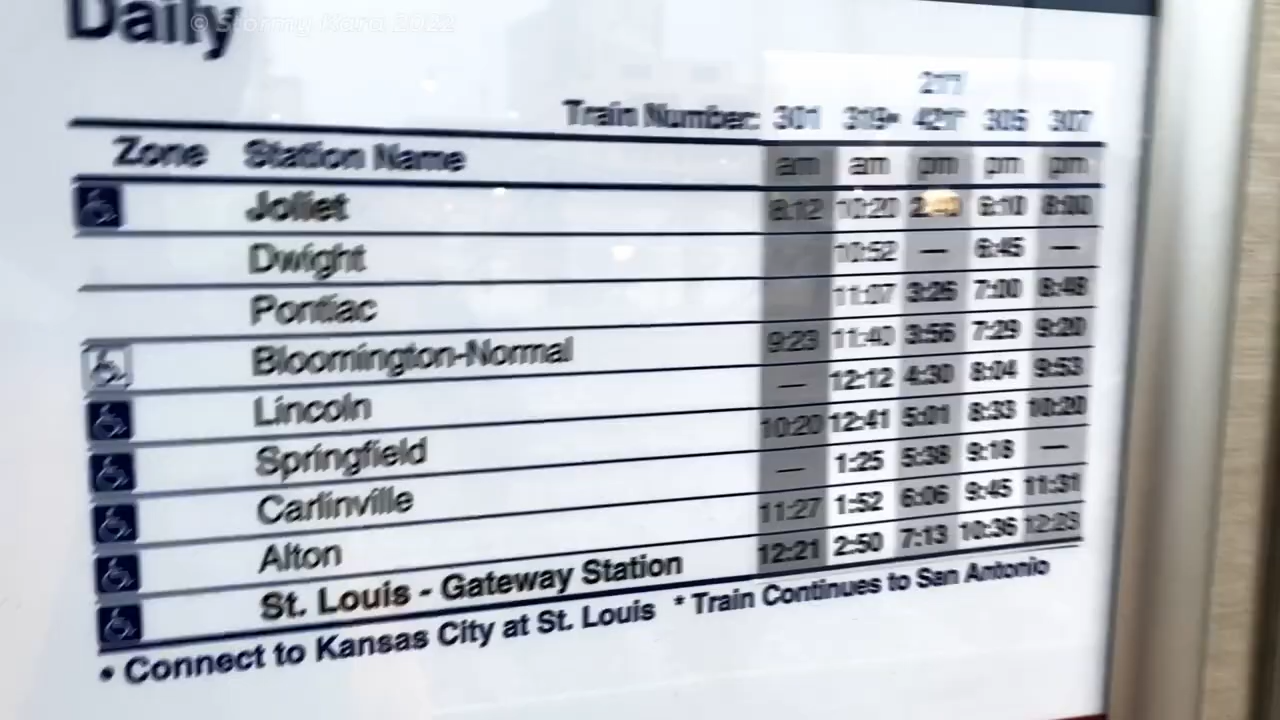 © Stormy Kara 2022
Daily
Train Number: 301 319• 421* 305 307
Zone Station Name am am pm pm pm
Joliet 8:12 10:20 6:10 8:00
Dwight 10:52 — 6:45 —
Pontiac 11:07 3:26 7:00 8:48
Bloomington-Normal 9:23 11:40 3:56 7:29 9:20
Lincoln — 12:12 4:30 8:04 9:53
Springfield 10:20 12:41 5:01 8:33 10:20
Carlinville — 1:25 5:38 9:18 —
Alton 11:27 1:52 6:06 9:45 11:31
St. Louis - Gateway Station 12:21 2:50 7:13 10:36 12:23
• Connect to Kansas City at St. Louis * Train Continues to San Antonio